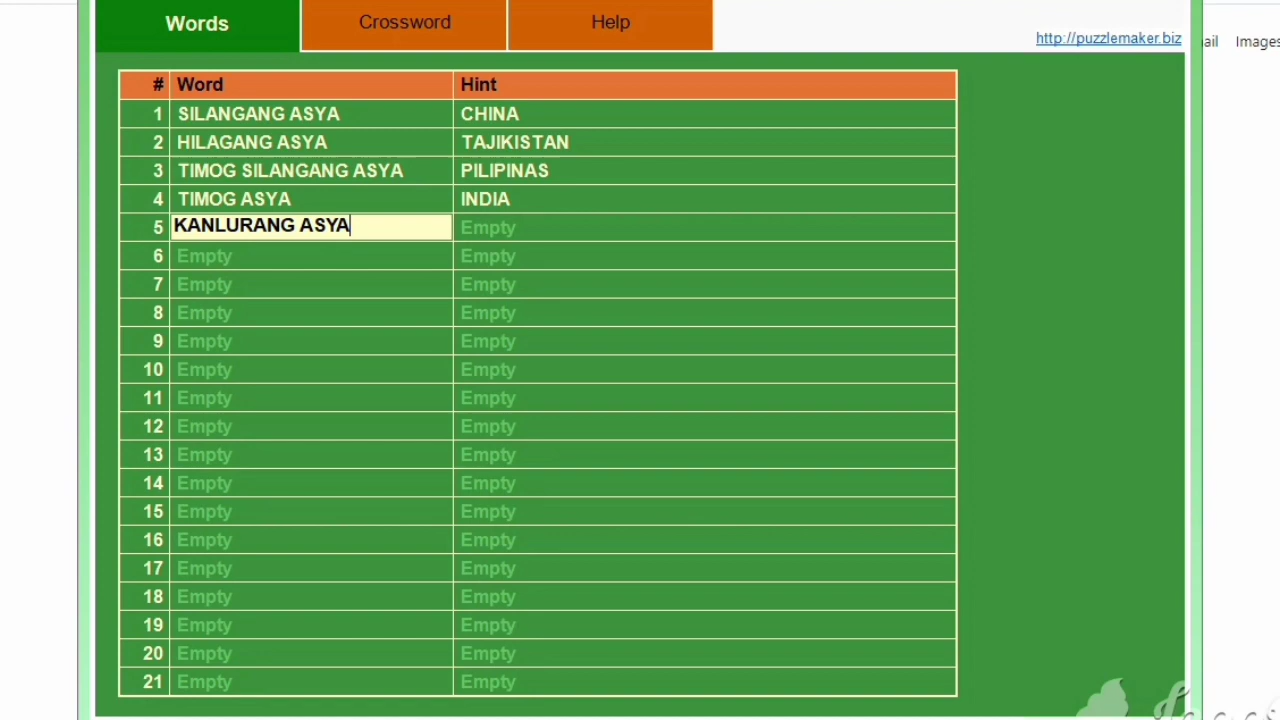 Words Crossword Help
http://puzzlemaker.biz
Images
# Word Hint
1 SILANGANG ASYA CHINA
2 HILAGANG ASYA TAJIKISTAN
3 TIMOG SILANGANG ASYA PILIPINAS
4 TIMOG ASYA INDIA
5 KANLURANG ASYA Empty
6 Empty Empty
7 Empty Empty
8 Empty Empty
9 Empty Empty
10 Empty Empty
11 Empty Empty
12 Empty Empty
13 Empty Empty
14 Empty Empty
15 Empty Empty
16 Empty Empty
17 Empty Empty
18 Empty Empty
19 Empty Empty
20 Empty Empty
21 Empty Empty